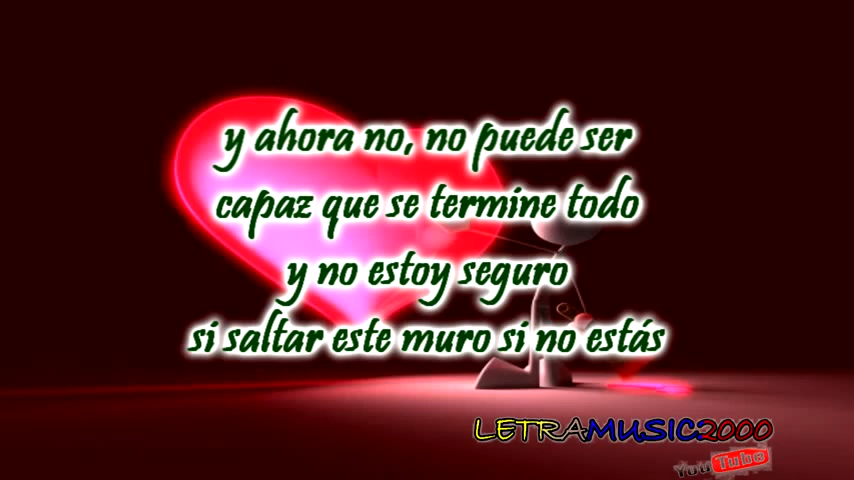 y ahora no, no puede ser
capaz que se termine todo
y no estoy seguro
si saltar este muro si no estás
LETRAMUSIC2000
YouTube